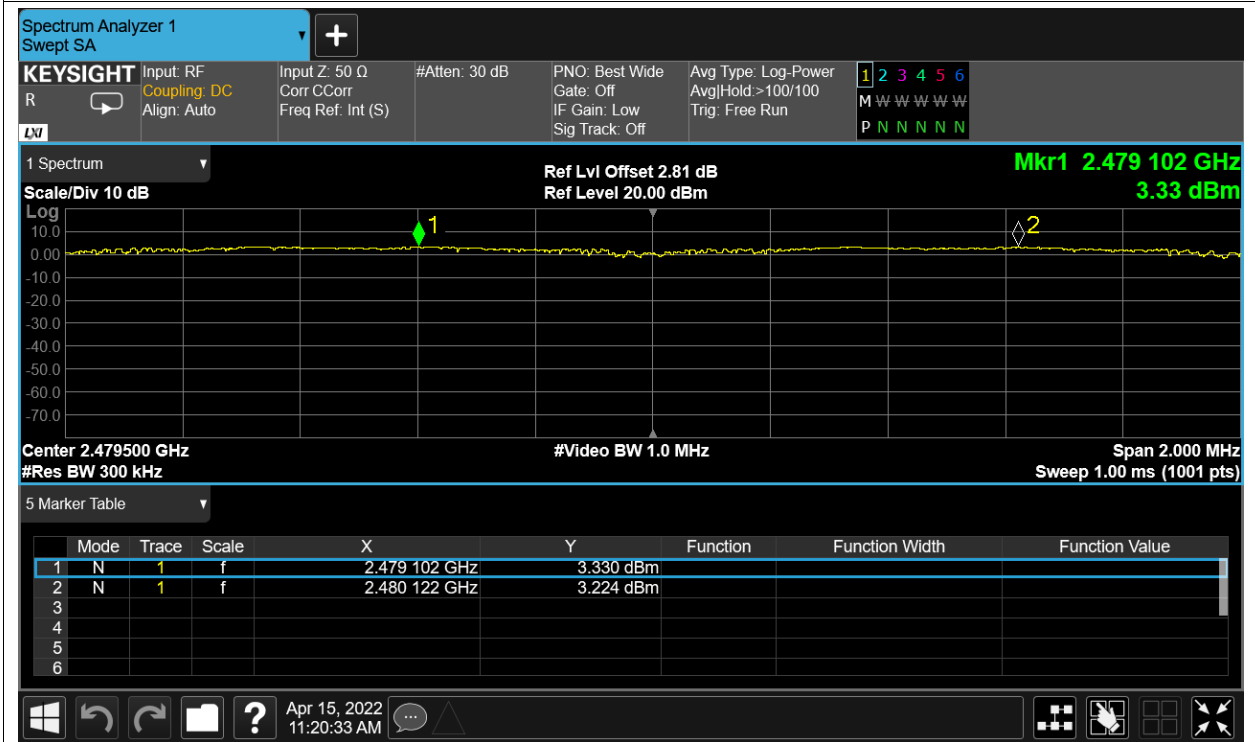 Spectrum Analyzer 1
Swept SA
+
KEYSIGHT
R
LXI
Input: RF
Coupling: DC
Align: Auto
Input Z: 50 Ω
Corr CCorr
Freq Ref: Int (S)
#Atten: 30 dB
PNO: Best Wide
Gate: Off
IF Gain: Low
Sig Track: Off
Avg Type: Log-Power
Avg|Hold:>100/100
Trig: Free Run
1 2 3 4 5 6
M W W W W W
P N N N N N
1 Spectrum
Scale/Div 10 dB
Ref Lvl Offset 2.81 dB
Ref Level 20.00 dBm
Mkr1 2.479 102 GHz
3.33 dBm
Log
10.0
0.00
-10.0
-20.0
-30.0
-40.0
-50.0
-60.0
-70.0
1
2
Center 2.479500 GHz
#Res BW 300 kHz
#Video BW 1.0 MHz
Span 2.000 MHz
Sweep 1.00 ms (1001 pts)
5 Marker Table
Mode Trace Scale X Y Function Function Width Function Value
1 N 1 f 2.479 102 GHz 3.330 dBm
2 N 1 f 2.480 122 GHz 3.224 dBm
3
4
5
6
?
Apr 15, 2022
11:20:33 AM